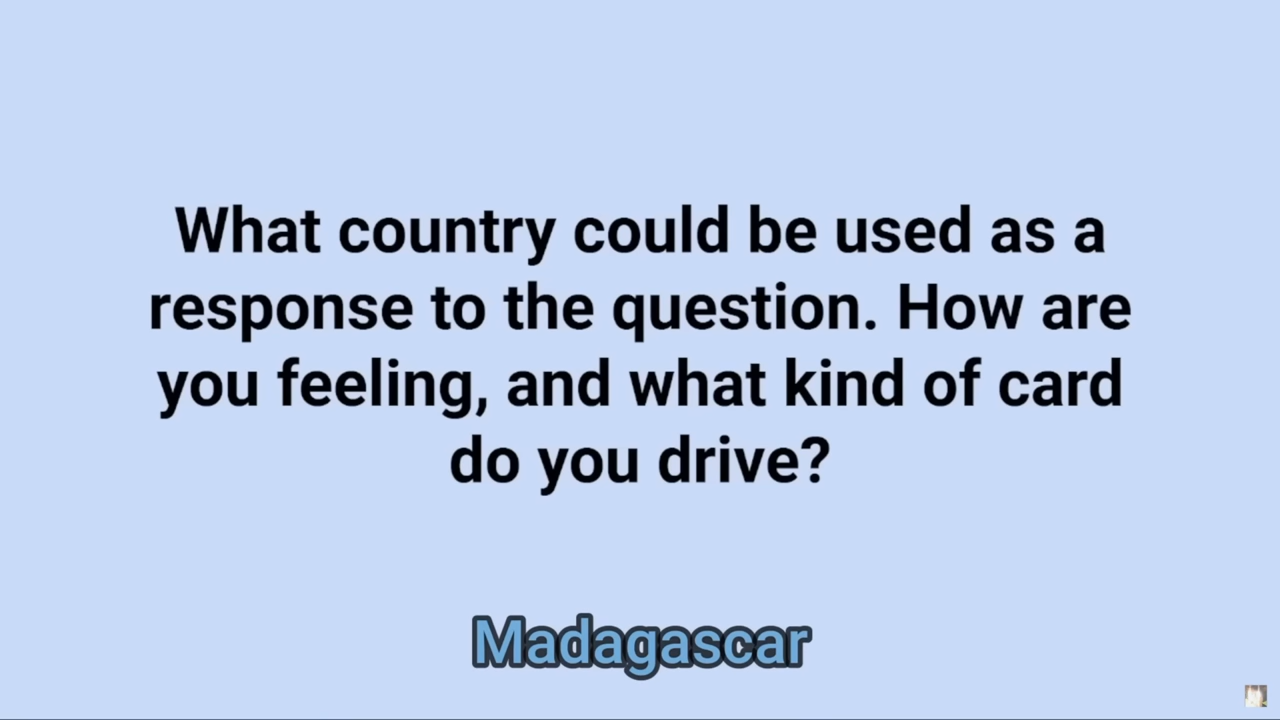 What country could be used as a
response to the question. How are
you feeling, and what kind of card
do you drive?
Madagascar